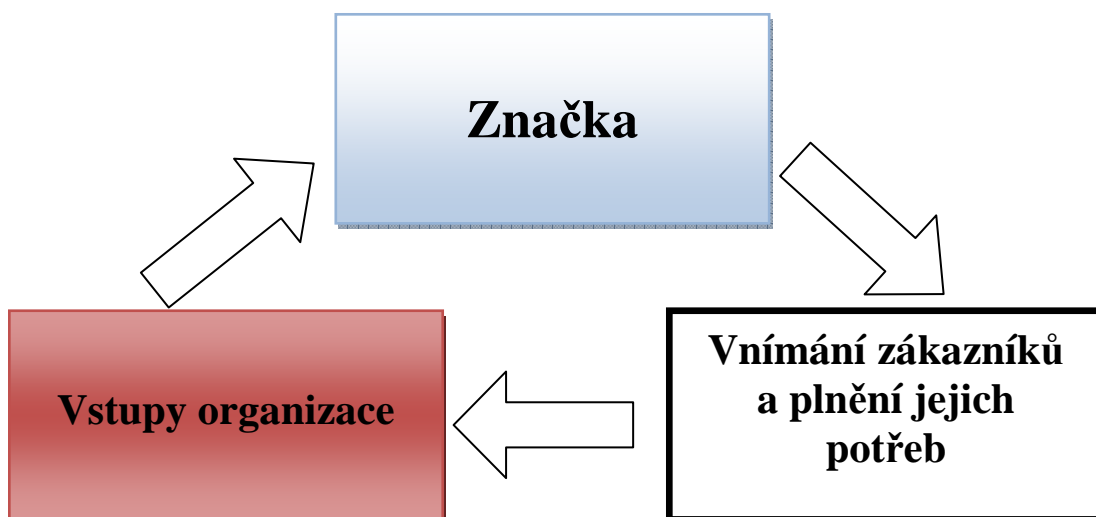 Značka
Vstupy organizace
Vnímání zákazníků
a plnění jejich
potřeb